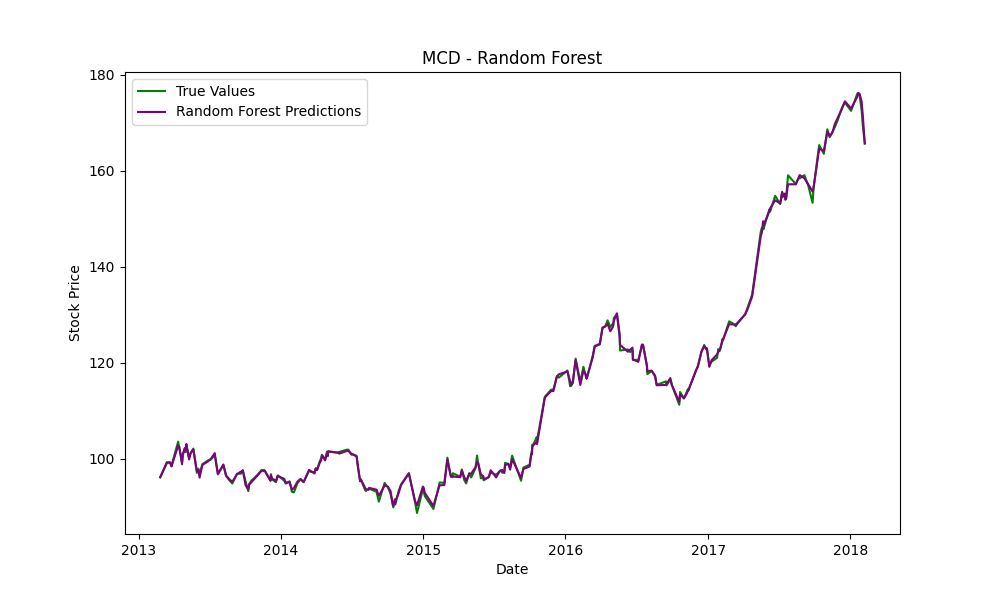 MCD - Random Forest
True Values
Random Forest Predictions
180
160
140
120
100
Stock Price
2013 2014 2015 2016 2017 2018
Date